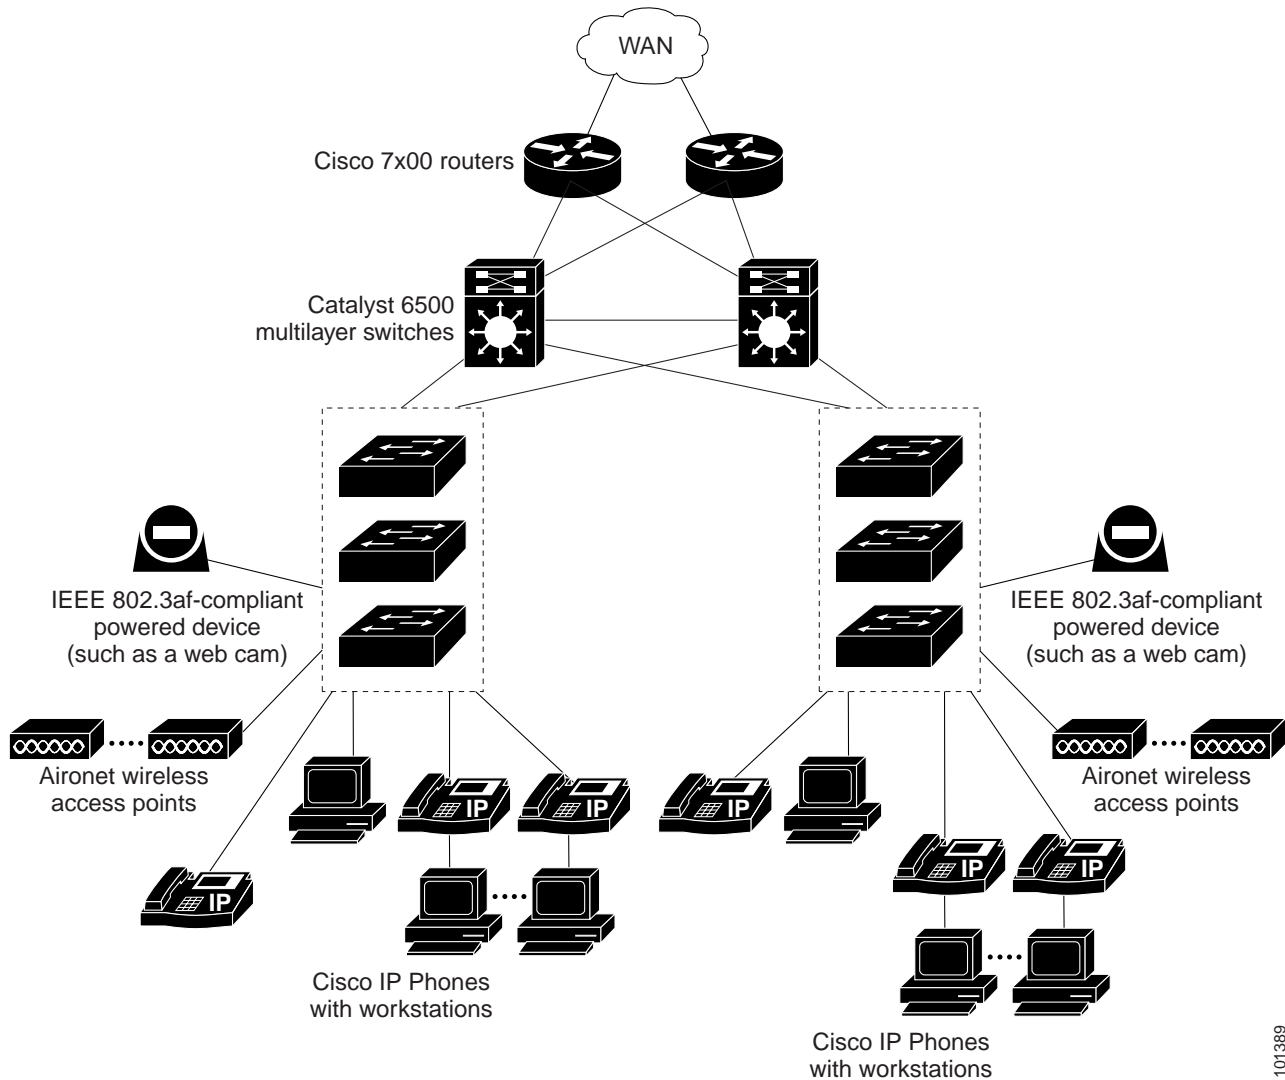 WAN
Cisco 7x00 routers
Catalyst 6500
multilayer switches
IEEE 802.3af-compliant
powered device
(such as a web cam)
IEEE 802.3af-compliant
powered device
(such as a web cam)
Aironet wireless
access points
Aironet wireless
access points
IP
IP
IP
IP
IP
IP
Cisco IP Phones
with workstations
Cisco IP Phones
with workstations
101389